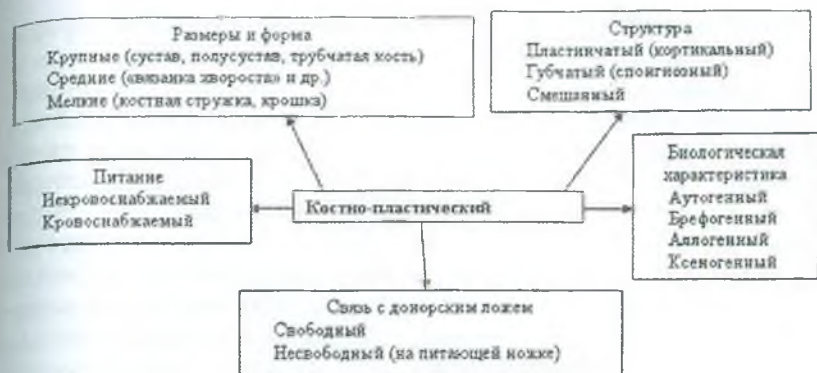 Размеры и форма
Крупные (сустав, полусустав, трубчатая кость)
Средние («вязанка хвороста» и др.)
Мелкие (костная стружка, крошка)
Структура
Пластинчатый (кортикальный)
Губчатый (спонгиозный)
Смешанный
Питание
Некровоснабжаемый
Кровоснабжаемый
Костно-пластический
Биологическая
характеристика
Аутогенный
Брефогенный
Аллогенный
Ксеногенный
Связь с донорским ложем
Свободный
Несвободный (на питающей ножке)